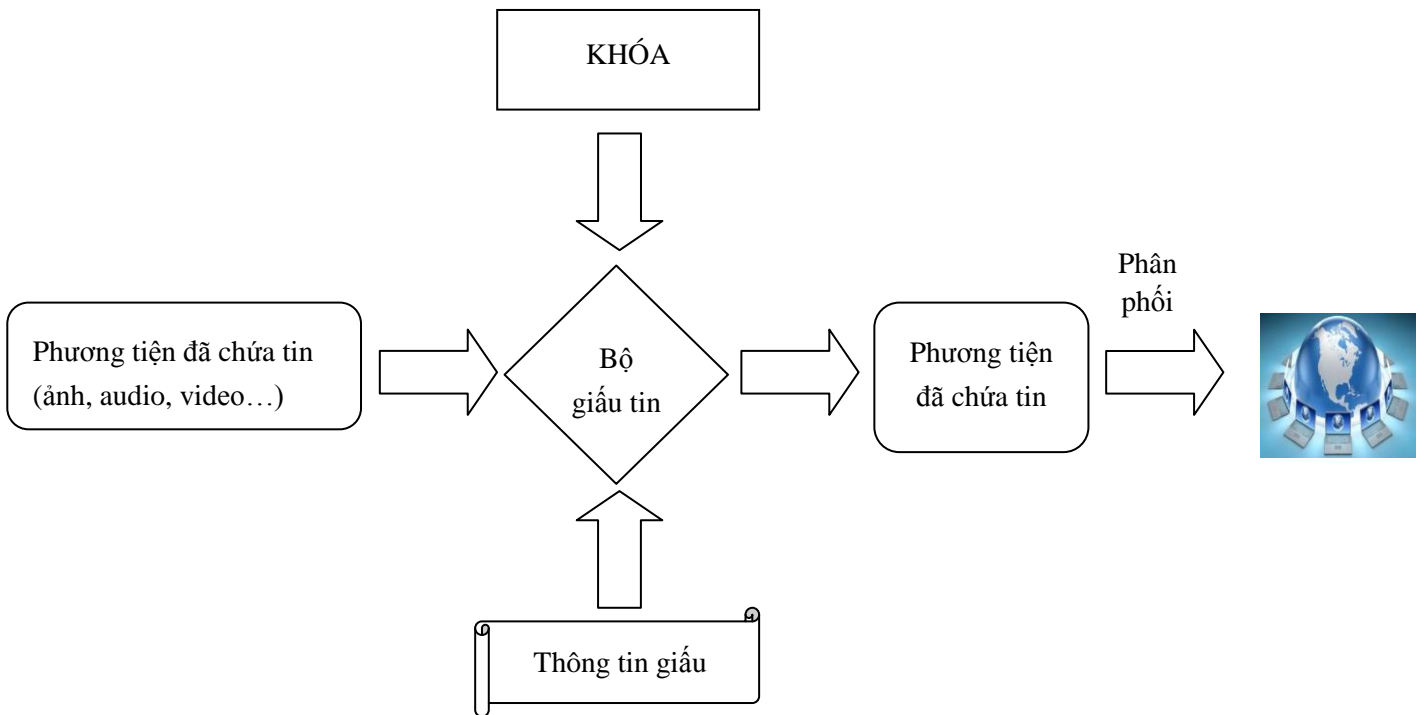 KHÓA
Phân
phối
Phương tiện đã chứa tin
(ảnh, audio, video…)
Bộ
giấu tin
Phương tiện
đã chứa tin
Thông tin giấu